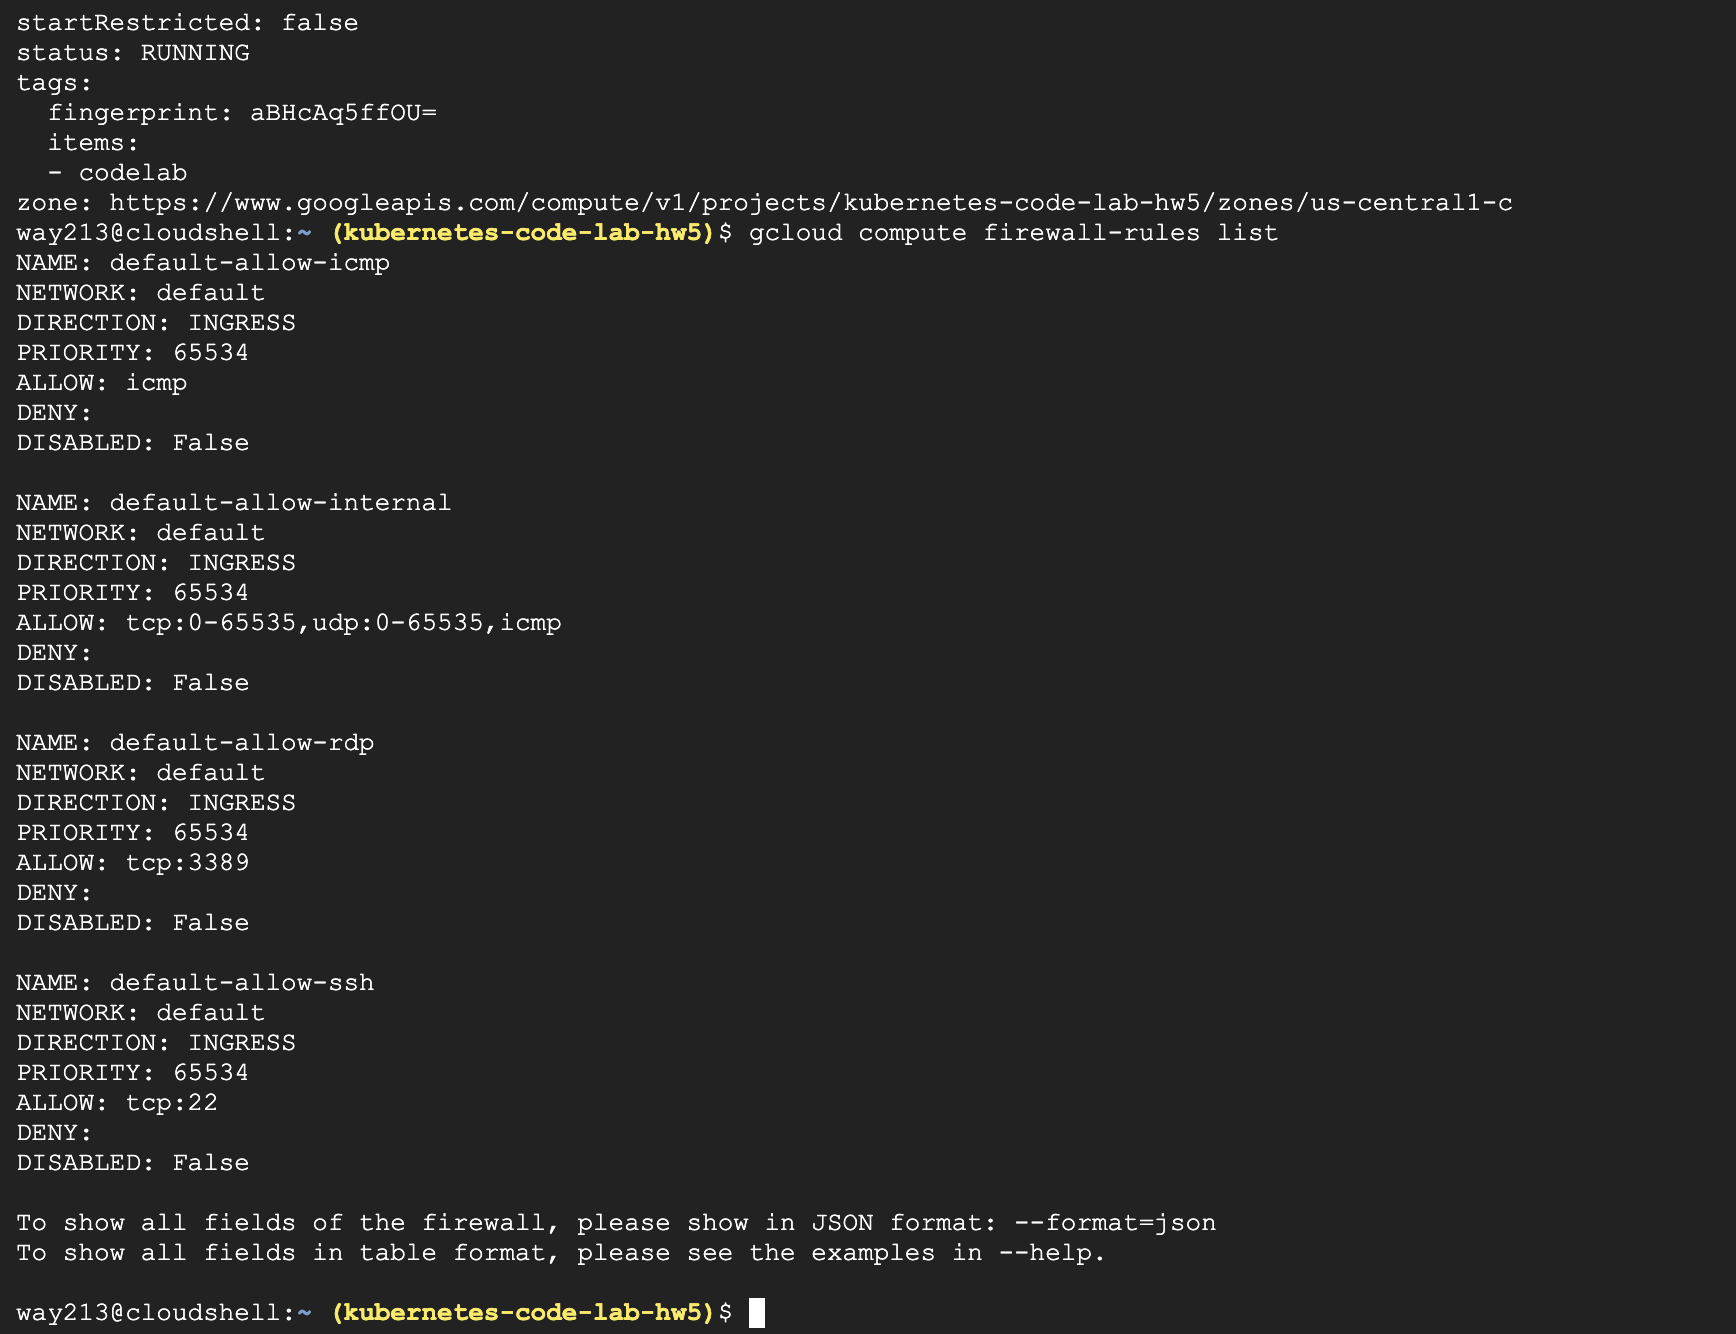 startRestricted: false
status: RUNNING
tags:
  fingerprint: aBHcAq5ffOU=
  items:
  - codelab
zone: https://www.googleapis.com/compute/v1/projects/kubernetes-code-lab-hw5/zones/us-central1-c
way213@cloudshell:~ (kubernetes-code-lab-hw5)$ gcloud compute firewall-rules list
NAME: default-allow-icmp
NETWORK: default
DIRECTION: INGRESS
PRIORITY: 65534
ALLOW: icmp
DENY:
DISABLED: False

NAME: default-allow-internal
NETWORK: default
DIRECTION: INGRESS
PRIORITY: 65534
ALLOW: tcp:0-65535,udp:0-65535,icmp
DENY:
DISABLED: False

NAME: default-allow-rdp
NETWORK: default
DIRECTION: INGRESS
PRIORITY: 65534
ALLOW: tcp:3389
DENY:
DISABLED: False

NAME: default-allow-ssh
NETWORK: default
DIRECTION: INGRESS
PRIORITY: 65534
ALLOW: tcp:22
DENY:
DISABLED: False

To show all fields of the firewall, please show in JSON format: --format=json
To show all fields in table format, please see the examples in --help.

way213@cloudshell:~ (kubernetes-code-lab-hw5)$